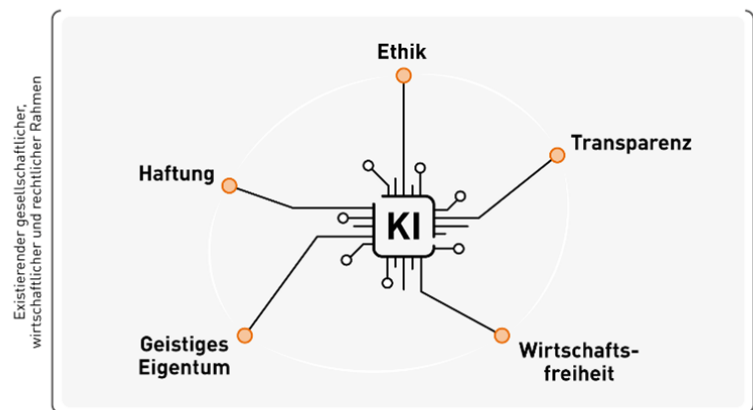 Existierender gesellschaftlicher,
wirtschaftlicher und rechtlicher Rahmen
Ethik
Transparenz
Haftung
KI
Geistiges
Eigentum
Wirtschafts-
freiheit